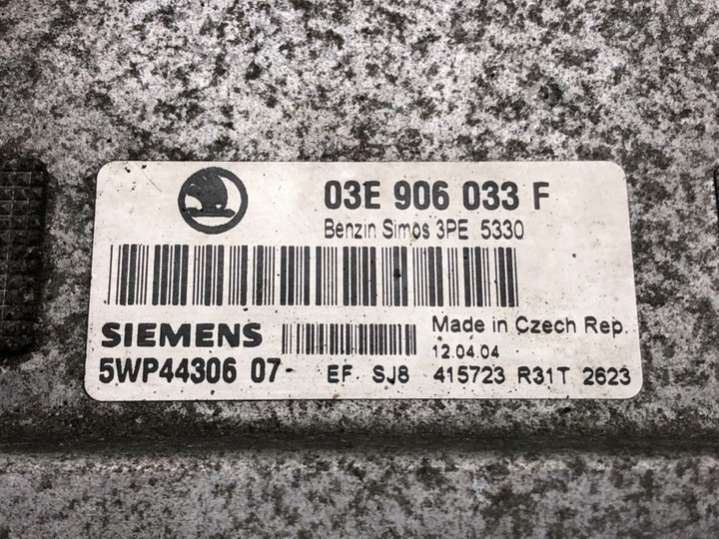 03E 906 033 F
Benzin Simos 3PE 5330
SIEMENS
Made in Czech Rep.
12.04.04
5WP44306 07-
EF SJ8 415723 R31T 2623